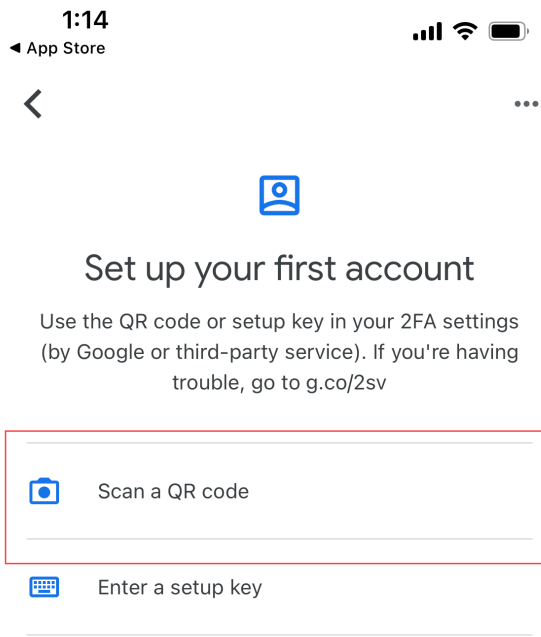 1:14
◀ App Store
Set up your first account
Use the QR code or setup key in your 2FA settings
(by Google or third-party service). If you're having
trouble, go to g.co/2sv
Scan a QR code
Enter a setup key